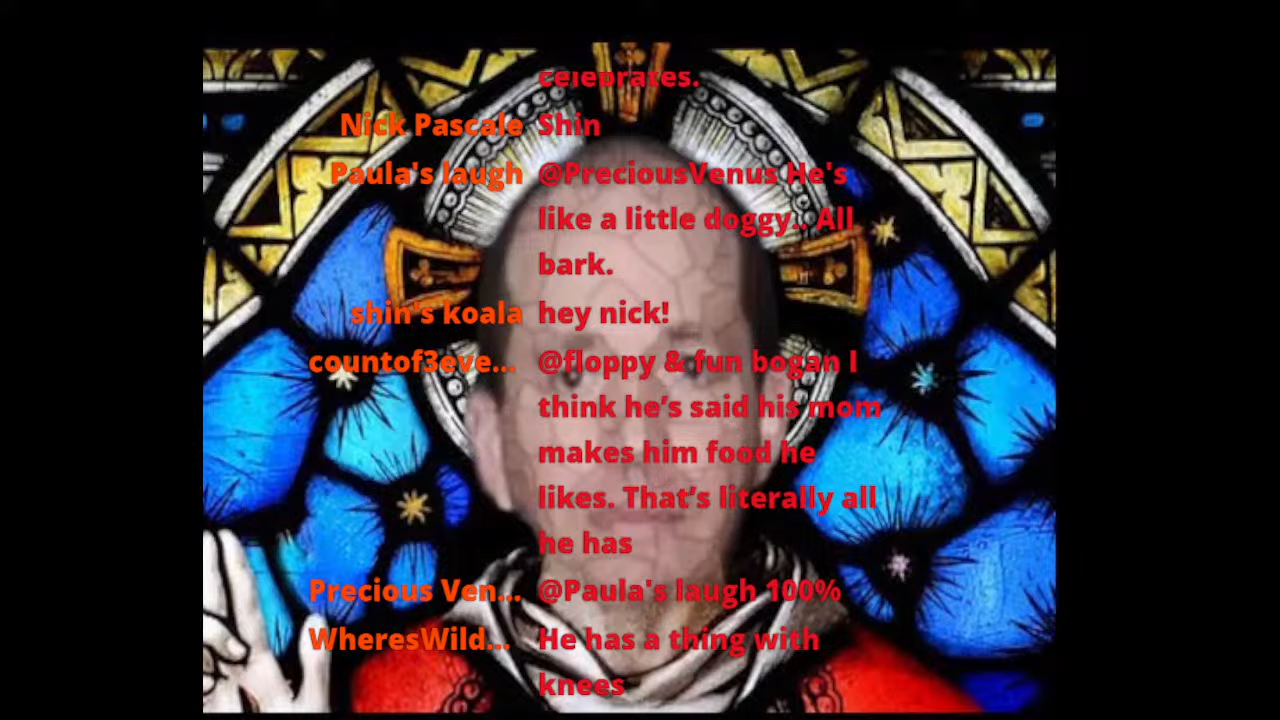 celebrates.
Nick Pascale Shin
Paula's laugh @PreciousVenus He's
like a little doggy.. All
bark.
shin's koala hey nick!
countof3eve... @floppy & fun bogan I
think he’s said his mom
makes him food he
likes. That’s literally all
he has
Precious Ven... @Paula's laugh 100%
WheresWild... He has a thing with
knees